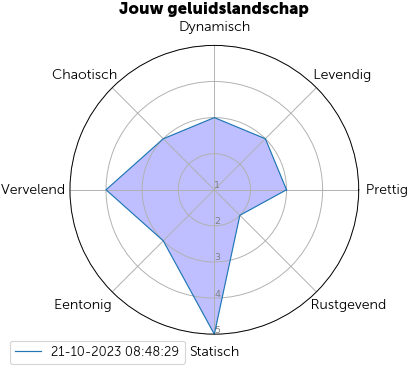 Jouw geluidslandschap
Dynamisch
Chaotisch
Levendig
Vervelend
Prettig
1
2
3
4
5
Eentonig
Rustgevend
21-10-2023 08:48:29
Statisch